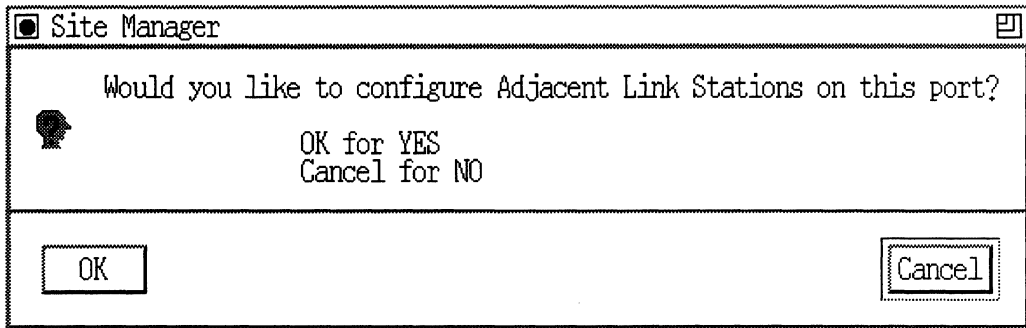 Site Manager
Would you like to configure Adjacent Link Stations on this port?
OK for YES
Cancel for NO
OK
Cancel